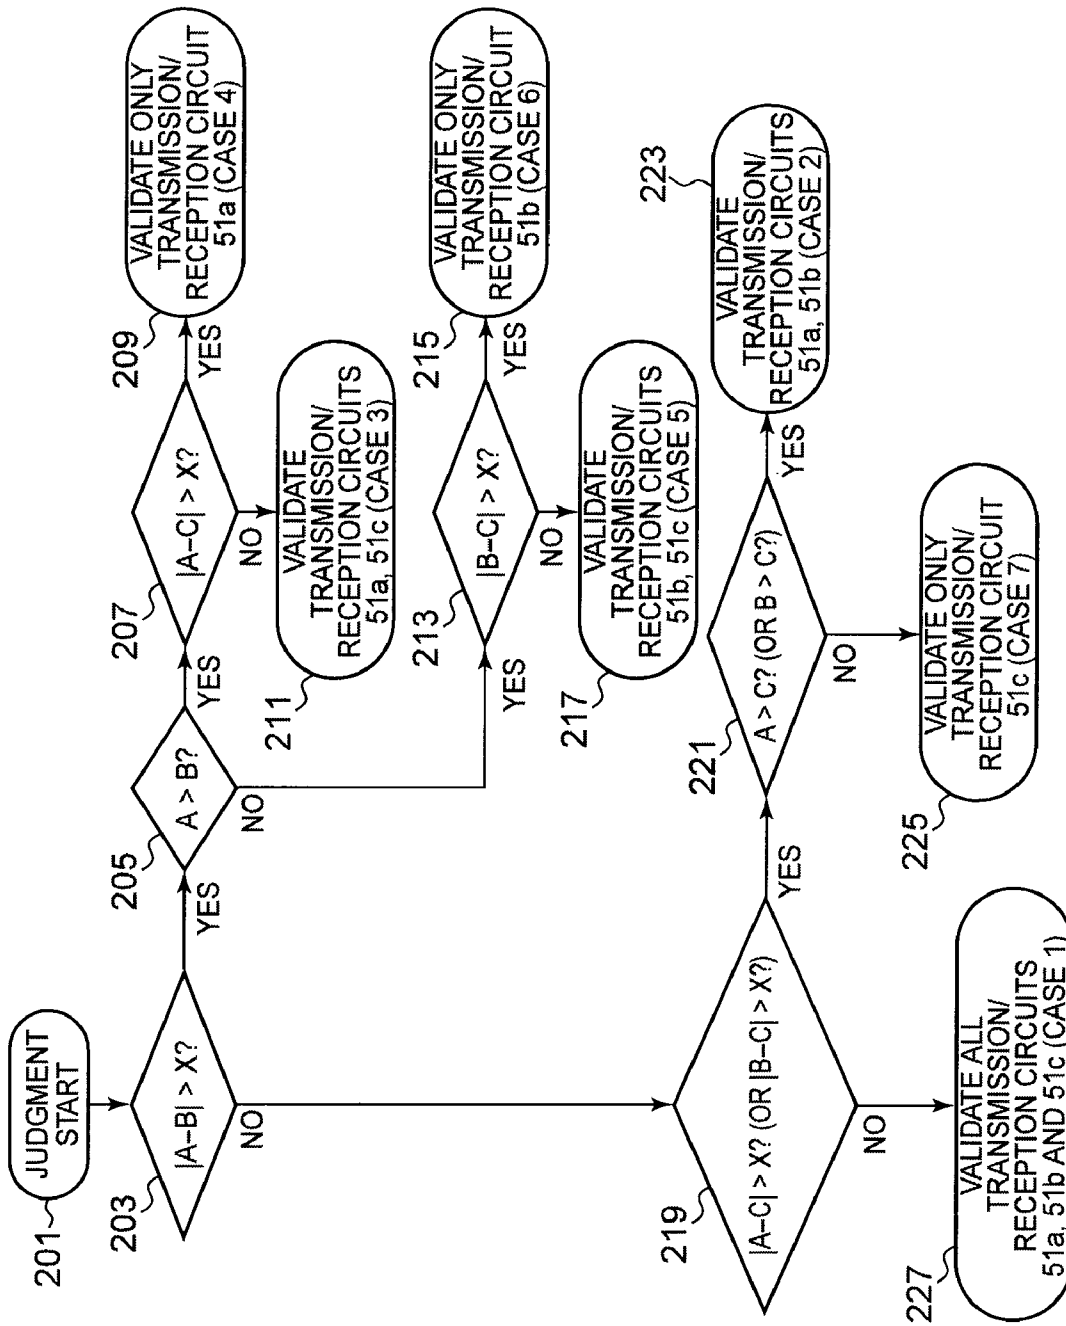 201
JUDGMENT
START
203
|A–B| > X?
YES
NO
205
A > B?
YES
NO
207
|A–C| > X?
YES
NO
209
VALIDATE ONLY
TRANSMISSION/
RECEPTION CIRCUIT
51a (CASE 4)
211
VALIDATE
TRANSMISSION/
RECEPTION CIRCUITS
51a, 51c (CASE 3)
213
|B–C| > X?
YES
YES
NO
215
VALIDATE ONLY
TRANSMISSION/
RECEPTION CIRCUIT
51b (CASE 6)
217
VALIDATE
TRANSMISSION/
RECEPTION CIRCUITS
51b, 51c (CASE 5)
219
|A–C| > X? (OR |B–C| > X?)
YES
NO
221
A > C? (OR B > C?)
YES
NO
223
VALIDATE
TRANSMISSION/
RECEPTION CIRCUITS
51a, 51b (CASE 2)
225
VALIDATE ONLY
TRANSMISSION/
RECEPTION CIRCUIT
51c (CASE 7)
227
VALIDATE ALL
TRANSMISSION/
RECEPTION CIRCUITS
51a, 51b AND 51c (CASE 1)